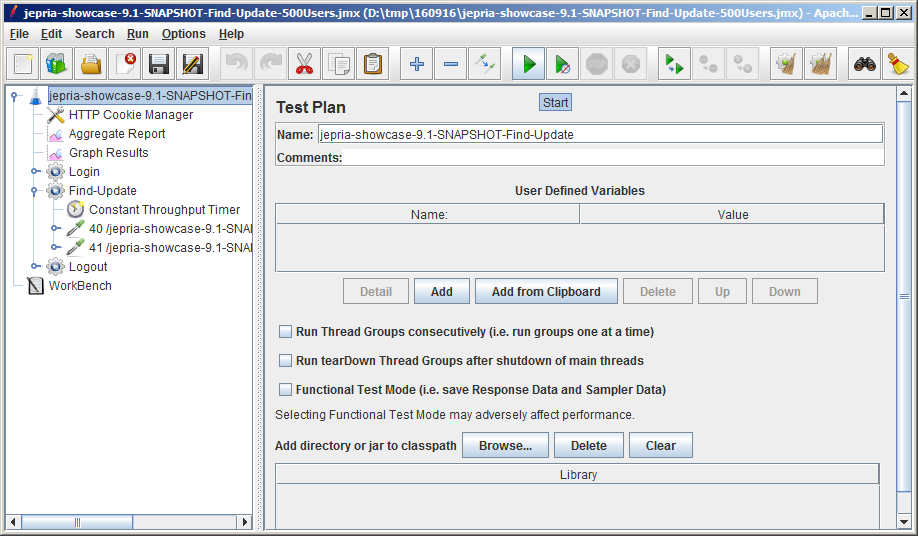 jepria-showcase-9.1-SNAPSHOT-Find-Update-500Users.jmx (D:\tmp\160916\jepria-showcase-9.1-SNAPSHOT-Find-Update-500Users.jmx) - Apach...
File Edit Search Run Options Help
STOP
jepria-showcase-9.1-SNAPSHOT-Fin
HTTP Cookie Manager
Aggregate Report
Graph Results
Login
Find-Update
Constant Throughput Timer
40 /jepria-showcase-9.1-SNA
41 /jepria-showcase-9.1-SNA
Logout
WorkBench
Test Plan
Start
Name: jepria-showcase-9.1-SNAPSHOT-Find-Update
Comments:
User Defined Variables
Name: Value
Detail Add Add from Clipboard Delete Up Down
Run Thread Groups consecutively (i.e. run groups one at a time)
Run tearDown Thread Groups after shutdown of main threads
Functional Test Mode (i.e. save Response Data and Sampler Data)
Selecting Functional Test Mode may adversely affect performance.
Add directory or jar to classpath Browse... Delete Clear
Library